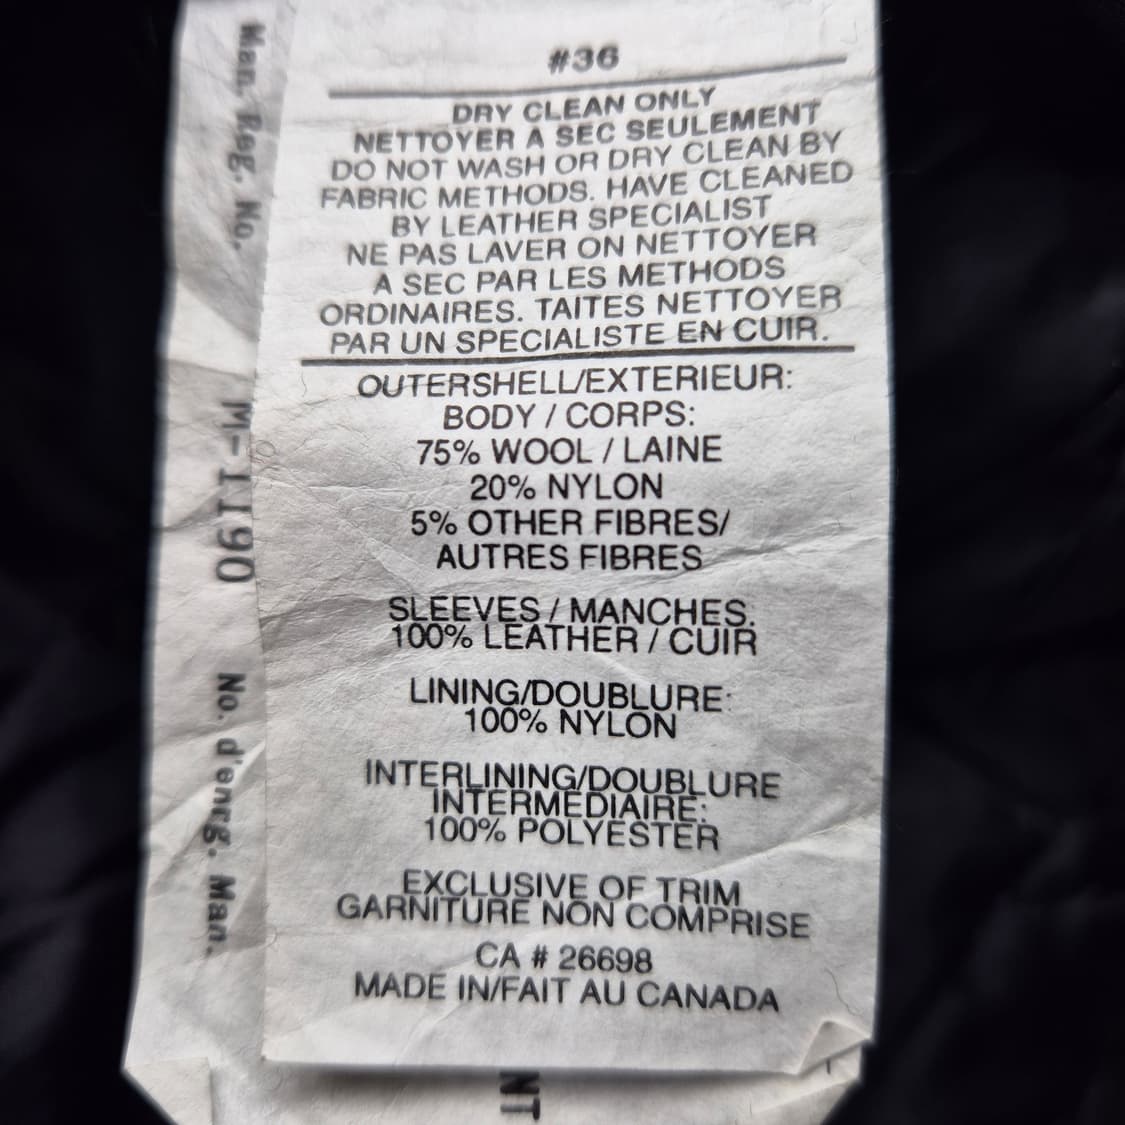 #36
DRY CLEAN ONLY
NETTOYER A SEC SEULEMENT
DO NOT WASH OR DRY CLEAN BY
FABRIC METHODS. HAVE CLEANED
BY LEATHER SPECIALIST
NE PAS LAVER ON NETTOYER
A SEC PAR LES METHODS
ORDINAIRES. TAITES NETTOYER
PAR UN SPECIALISTE EN CUIR.
OUTERSHELL/EXTERIEUR:
BODY / CORPS:
75% WOOL / LAINE
20% NYLON
5% OTHER FIBRES/
AUTRES FIBRES
SLEEVES / MANCHES.
100% LEATHER / CUIR
LINING/DOUBLURE:
100% NYLON
INTERLINING/DOUBLURE
INTERMEDIAIRE:
100% POLYESTER
EXCLUSIVE OF TRIM
GARNITURE NON COMPRISE
CA # 26698
MADE IN/FAIT AU CANADA
Man. Reg. No. M-1190 No. d'enrg. Man.
NT